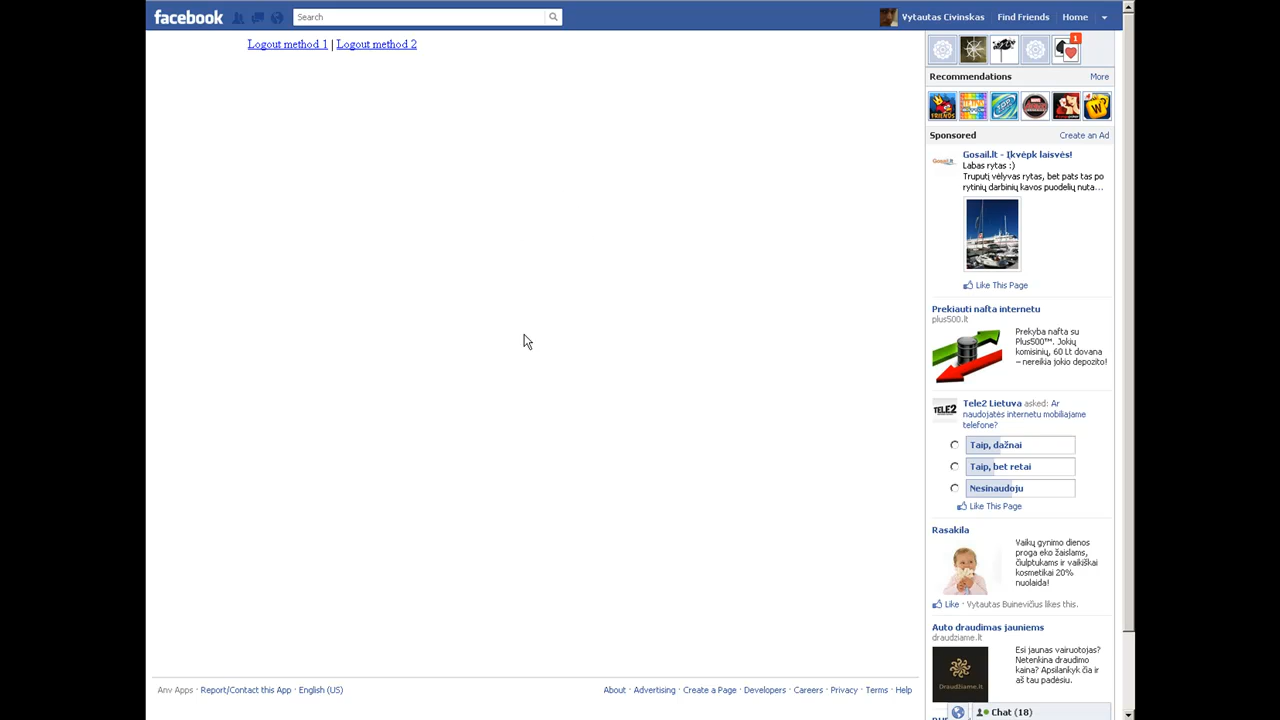 facebook
Search
Vytautas Civinskas
Find Friends
Home
Logout method 1 | Logout method 2
1
Recommendations
More
FRIENDS
W
Sponsored
Create an Ad
Gosail.lt - Įkvėpk laisvės!
Labas rytas :)
Truputį vėlyvas rytas, bet pats tas po
rytinių darbinių kavos puodelių nuta...
Like This Page
Prekiauti nafta internetu
plus500.lt
Prekyba nafta su
Plus500™. Jokių
komisinių, 60 Lt dovana
– nereikia jokio depozito!
TELE2
Tele2 Lietuva asked: Ar
naudojatės internetu mobiliajame
telefone?
Taip, dažnai
Taip, bet retai
Nesinaudoju
Like This Page
Rasakila
Vaikų gynimo dienos
proga eko žaislams,
čiulptukams ir vaikiškai
kosmetikai 20%
nuolaida!
Like · Vytautas Buinevičius likes this.
Auto draudimas jauniems
draudziame.lt
Draudžiame.lt
Esi jaunas vairuotojas?
Netenkina draudimo
kaina? Apsilankyk čia ir
aš tau padėsiu.
Any Apps · Report/Contact this App · English (US)
About · Advertising · Create a Page · Developers · Careers · Privacy · Terms · Help
Chat (18)